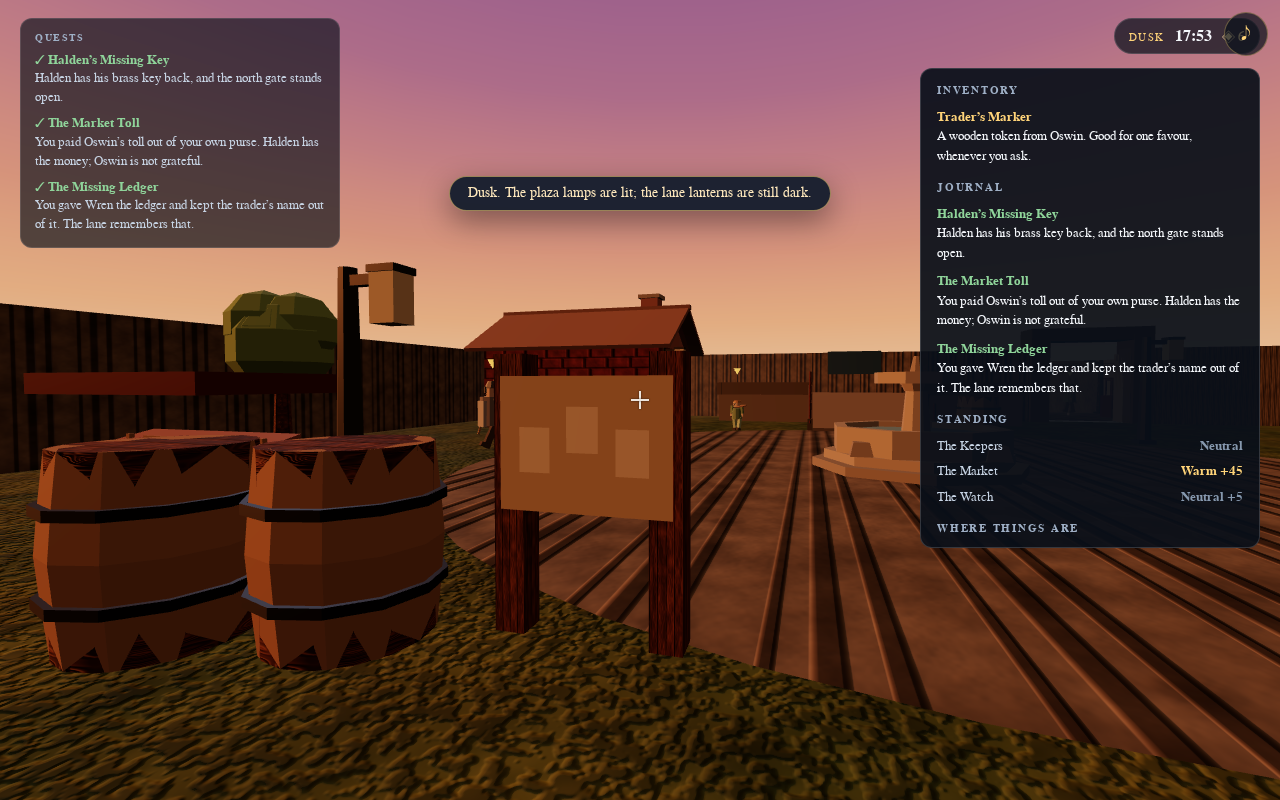 QUESTS
✓ Halden's Missing Key
Halden has his brass key back, and the north gate stands
open.
✓ The Market Toll
You paid Oswin's toll out of your own purse. Halden has
the money; Oswin is not grateful.
✓ The Missing Ledger
You gave Wren the ledger and kept the trader's name out
of it. The lane remembers that.
Dusk. The plaza lamps are lit; the lane lanterns are still dark.
DUSK 17:53
INVENTORY
Trader's Marker
A wooden token from Oswin. Good for one favour,
whenever you ask.
JOURNAL
Halden's Missing Key
Halden has his brass key back, and the north gate stands
open.
The Market Toll
You paid Oswin's toll out of your own purse. Halden has the
money; Oswin is not grateful.
The Missing Ledger
You gave Wren the ledger and kept the trader's name out of
it. The lane remembers that.
STANDING
The Keepers Neutral
The Market Warm +45
The Watch Neutral +5
WHERE THINGS ARE